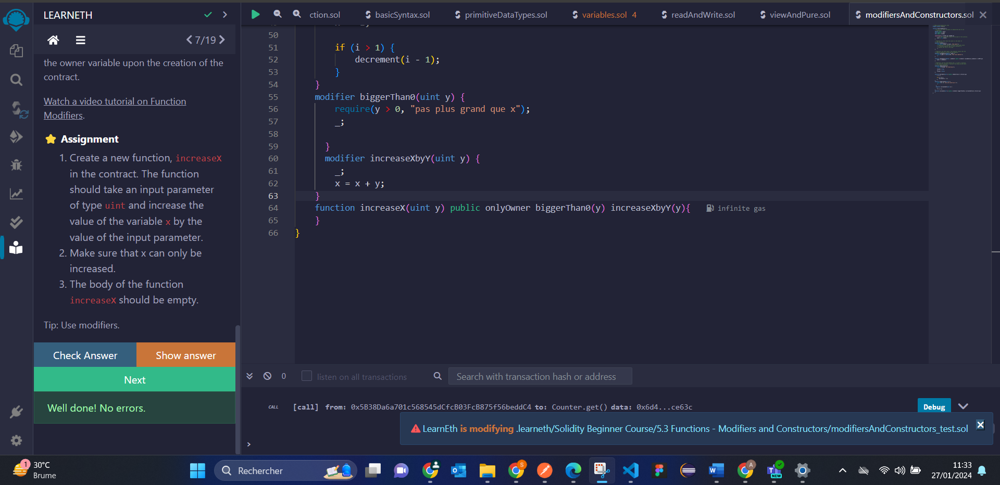 LEARNETH
7/19
the owner variable upon the creation of the
contract.
Watch a video tutorial on Function
Modifiers.
Assignment
1. Create a new function, increaseX
in the contract. The function
should take an input parameter
of type uint and increase the
value of the variable x by the
value of the input parameter.
2. Make sure that x can only be
increased.
3. The body of the function
increaseX should be empty.
Tip: Use modifiers.
Check Answer
Show answer
Next
Well done! No errors.
ction.sol
basicSyntax.sol
primitiveDataTypes.sol
variables.sol 4
readAndWrite.sol
viewAndPure.sol
modifiersAndConstructors.sol
50
51 if (i > 1) {
52 decrement(i - 1);
53 }
54 }
55 modifier biggerThan0(uint y) {
56 require(y > 0, "pas plus grand que x");
57 _;
58
59 }
60 modifier increaseXbyY(uint y) {
61 _;
62 x = x + y;
63 }
64 function increaseX(uint y) public onlyOwner biggerThan0(y) increaseXbyY(y){ infinite gas
65 }
66 }
0
listen on all transactions
Search with transaction hash or address
CALL [call] from: 0x5B38Da6a701c568545dCfcB03FcB875f56beddC4 to: Counter.get() data: 0x6d4...ce63c
Debug
LearnEth is modifying .learneth/Solidity Beginner Course/5.3 Functions - Modifiers and Constructors/modifiersAndConstructors_test.sol
>
1
30°C
Brume
Rechercher
S
A
NEW
11:33
27/01/2024